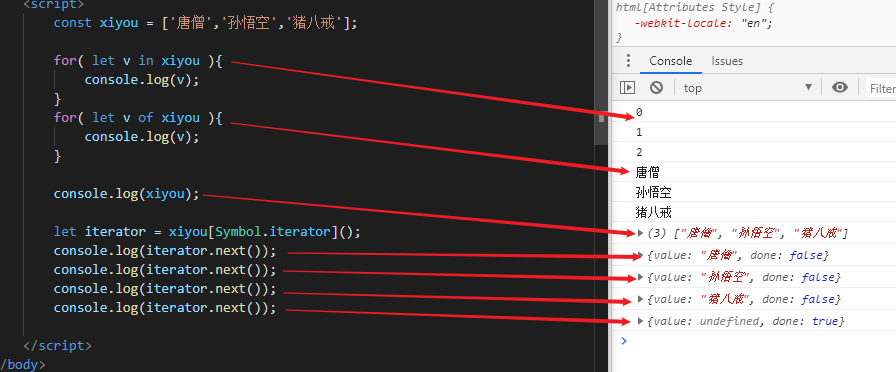 <script>
const xiyou = ['唐僧','孙悟空','猪八戒'];
for( let v in xiyou ){
console.log(v);
}
for( let v of xiyou ){
console.log(v);
}
console.log(xiyou);
let iterator = xiyou[Symbol.iterator]();
console.log(iterator.next());
console.log(iterator.next());
console.log(iterator.next());
console.log(iterator.next());
</script>
/body>
html[Attributes Style] {
-webkit-locale: "en";
}
Console Issues
top Filter
0
1
2
唐僧
孙悟空
猪八戒
(3) ["唐僧", "孙悟空", "猪八戒"]
{value: "唐僧", done: false}
{value: "孙悟空", done: false}
{value: "猪八戒", done: false}
{value: undefined, done: true}
>